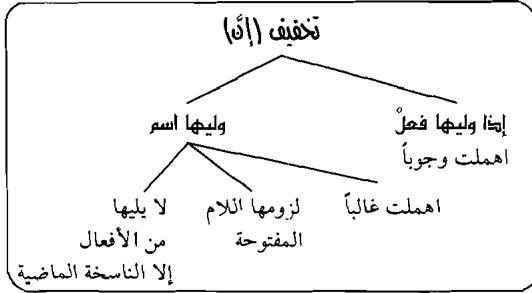 تخفيف (إنَّ)
إذا وليها فعلْ
اهملت وجوباً
وليها اسم
اهملت غالباً
لزومها اللام
المفتوحة
لا يليها
من الأفعال
إلا الناسخة الماضية